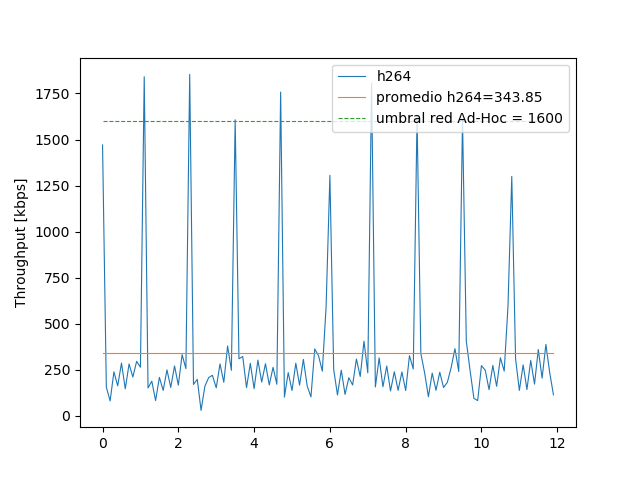 h264
promedio h264=343.85
umbral red Ad-Hoc = 1600
Throughput [kbps]
1750
1500
1250
1000
750
500
250
0
0 2 4 6 8 10 12